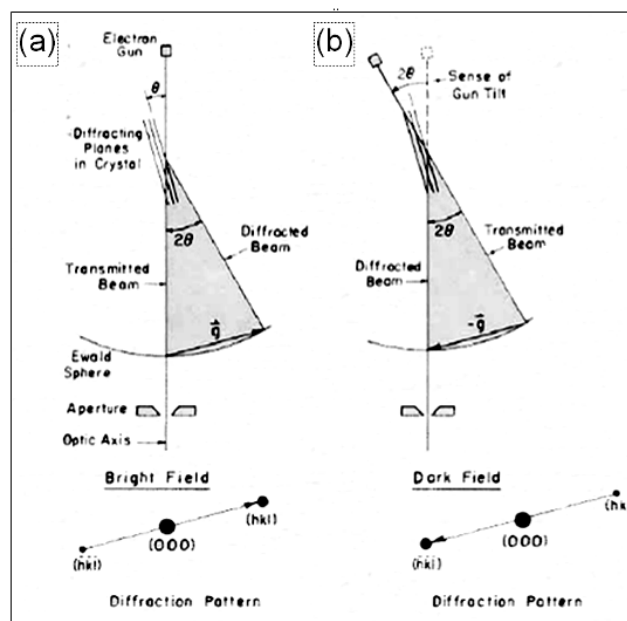 (a)
Electron
Gun
θ
Diffracting
Planes
in Crystal
2θ
Diffracted
Beam
Transmitted
Beam
g⃗
Ewald
Sphere
Aperture
Optic Axis
Bright Field
(hkl)
(000)
(h̄k̄l̄)
Diffraction Pattern
(b)
2θ
Sense of
Gun Tilt
2θ
Transmitted
Beam
Diffracted
Beam
-g⃗
Dark Field
(hkl)
(000)
(h̄k̄l̄)
Diffraction Pattern